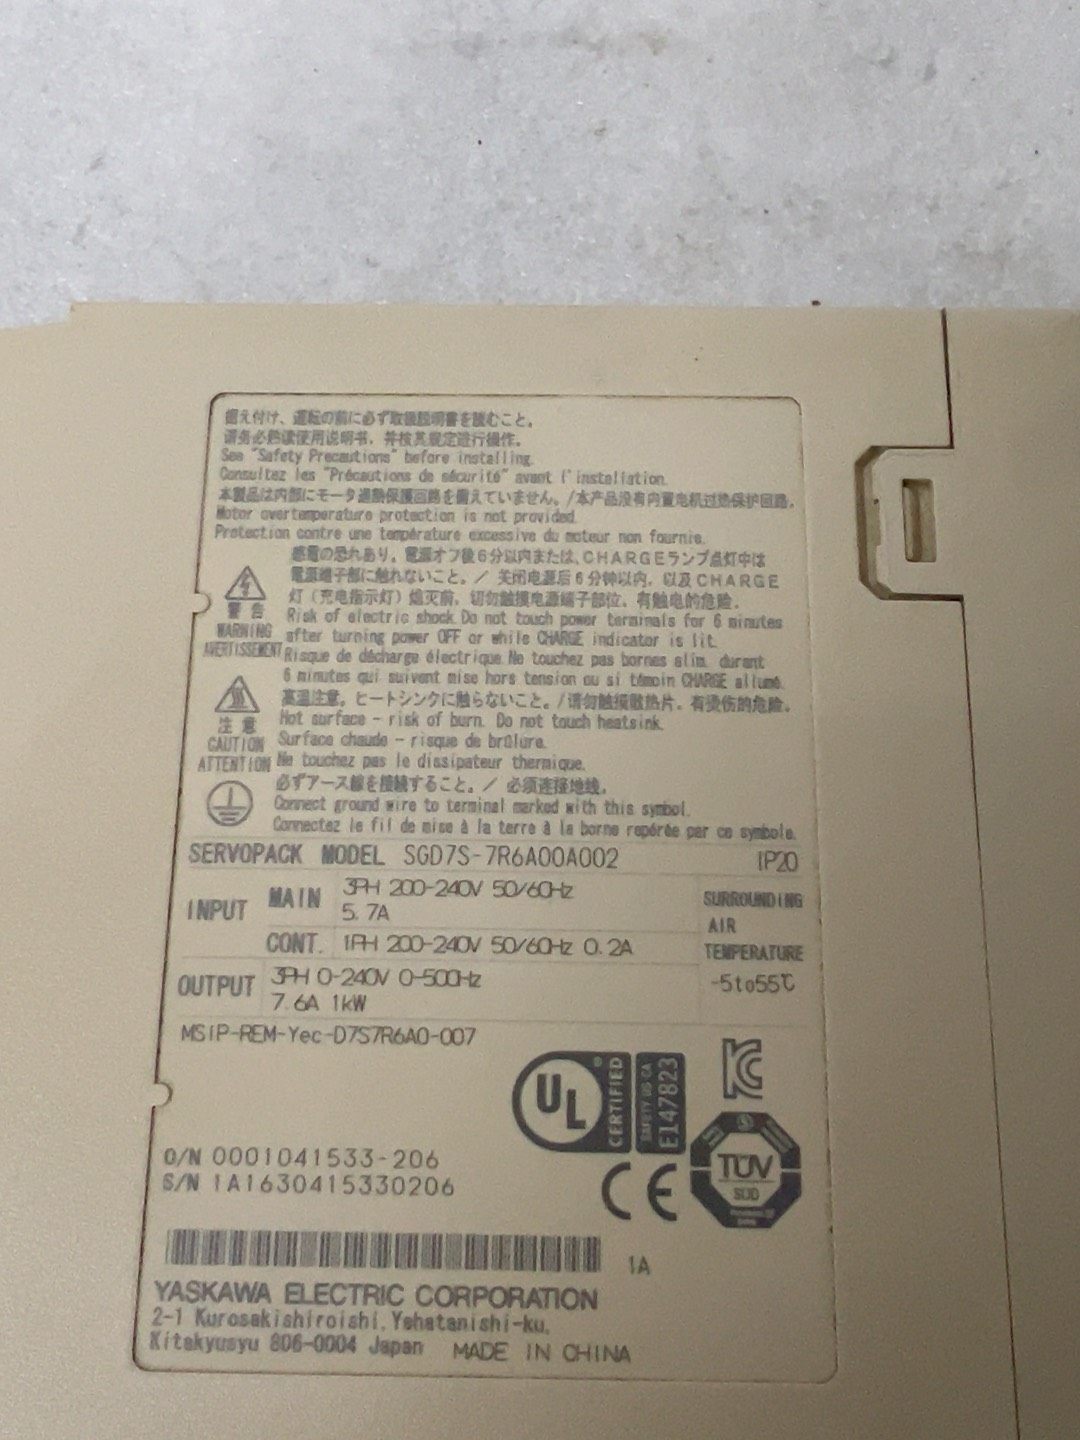 据え付け、運転の前に必ず取扱説明書を読むこと。
请务必熟读使用说明书，并按其规定进行操作。
See "Safety Precautions" before installing.
Consultez les "Précautions de sécurité" avant l'installation.
本製品は内部にモータ過熱保護回路を備えていません。/本产品没有内置电机过热保护回路。
Motor overtemperature protection is not provided.
Protection contre une température excessive du moteur non fournie.
感電の恐れあり。電源オフ後6分以内または、CHARGEランプ点灯中は
電源端子部に触れないこと。／ 关闭电源后6分钟以内，以及CHARGE
灯（充电指示灯）熄灭前，切勿触摸电源端子部位。有触电的危险。
警告
WARNING
AVERTISSEMENT
Risk of electric shock. Do not touch power terminals for 6 minutes
after turning power OFF or while CHARGE indicator is lit.
Risque de décharge électrique. Ne touchez pas bornes alim. durant
6 minutes qui suivent mise hors tension ou si témoin CHARGE allumé.
高温注意。ヒートシンクに触らないこと。/请勿触摸散热片。有烫伤的危险。
注意
CAUTION
ATTENTION
Hot surface - risk of burn. Do not touch heatsink.
Surface chaude - risque de brûlure.
Ne touchez pas le dissipateur thermique.
必ずアース線を接続すること。／ 必须连接地线。
Connect ground wire to terminal marked with this symbol.
Connectez le fil de mise à la terre à la borne repérée par ce symbole.
SERVOPACK MODEL SGD7S-7R6A00A002 IP20
INPUT MAIN 3PH 200-240V 50/60Hz
5.7A
CONT. 1PH 200-240V 50/60Hz 0.2A
SURROUNDING
AIR
TEMPERATURE
-5to55℃
OUTPUT 3PH 0-240V 0-500Hz
7.6A 1kW
MSIP-REM-Yec-D7S7R6A0-007
UL CERTIFIED
SAFETY US CA
E147823
KC
TÜV
SÜD
CE
O/N 0001041533-206
S/N 1A1630415330206
1A
YASKAWA ELECTRIC CORPORATION
2-1 Kurosakishiroishi, Yahatanishi-ku,
Kitakyusyu 806-0004 Japan MADE IN CHINA